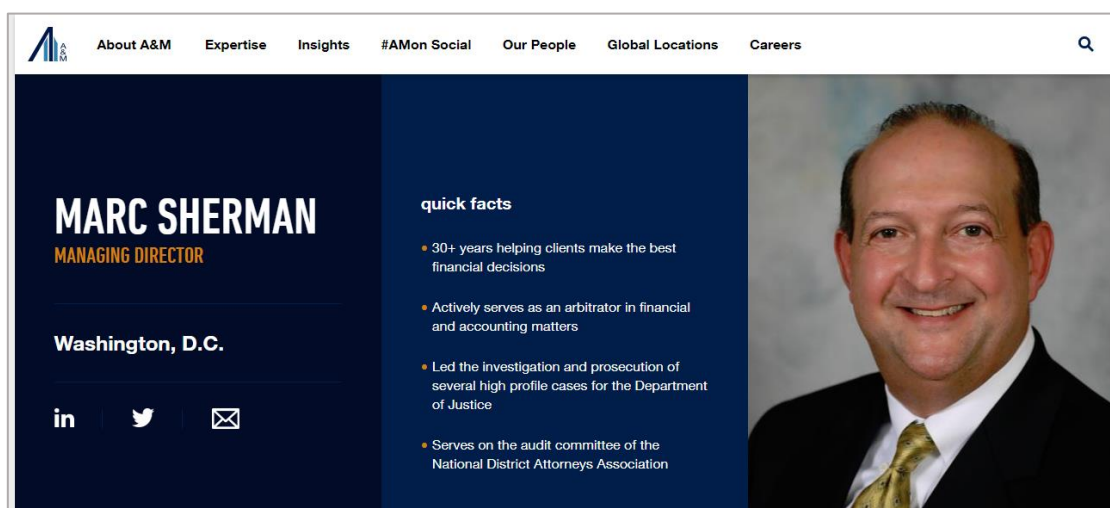 A&M
About A&M
Expertise
Insights
#AMon Social
Our People
Global Locations
Careers
MARC SHERMAN
MANAGING DIRECTOR
Washington, D.C.
in
quick facts
• 30+ years helping clients make the best
financial decisions
• Actively serves as an arbitrator in financial
and accounting matters
• Led the investigation and prosecution of
several high profile cases for the Department
of Justice
• Serves on the audit committee of the
National District Attorneys Association